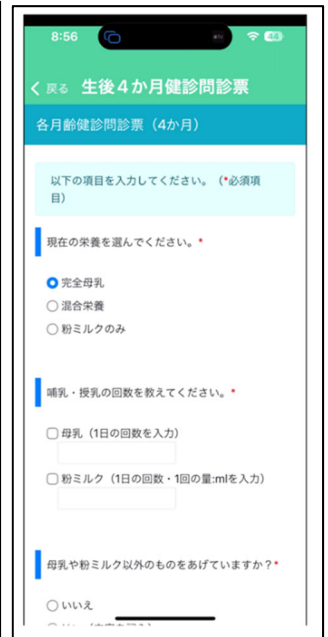 8:56
44
戻る 生後4か月健診問診票
各月齢健診問診票（4か月）
以下の項目を入力してください。（*必須項
目）
現在の栄養を選んでください。*
完全母乳
混合栄養
粉ミルクのみ
哺乳・授乳の回数を教えてください。*
母乳（1日の回数を入力）
粉ミルク（1日の回数・1回の量:mlを入力）
母乳や粉ミルク以外のものをあげていますか？*
いいえ